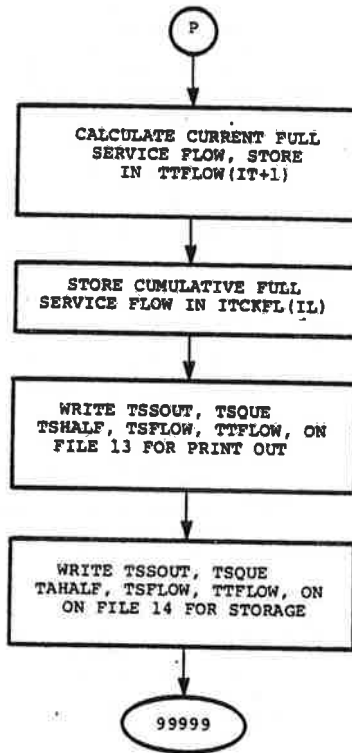 P
CALCULATE CURRENT FULL
SERVICE FLOW, STORE
IN TTFLOW(IT+1)
STORE CUMULATIVE FULL
SERVICE FLOW IN ITCKFL(IL)
WRITE TSSOUT, TSQUE
TSHALF, TSFLOW, TTFLOW, ON
FILE 13 FOR PRINT OUT
WRITE TSSOUT, TSQUE
TAHALF, TSFLOW, TTFLOW, ON
ON FILE 14 FOR STORAGE
99999